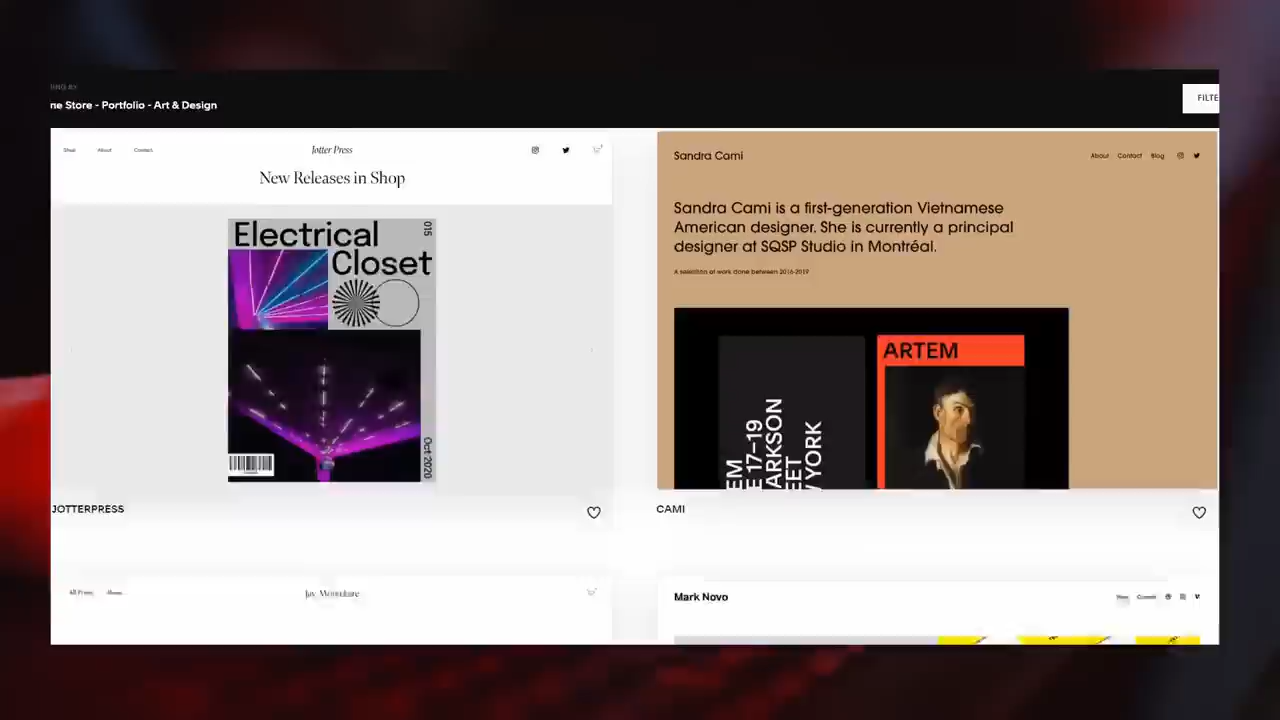 ne Store - Portfolio - Art & Design
FILTE
Shop About Contact
Jotter Press
New Releases in Shop
Electrical
Closet
015
Oct 2020
JOTTERPRESS
Sandra Cami
About Contact Blog
Sandra Cami is a first-generation Vietnamese
American designer. She is currently a principal
designer at SQSP Studio in Montréal.
A selection of work done between 2016-2019
EM
E 17–19
ARKSON
EET
YORK
ARTEM
CAMI
Mark Novo